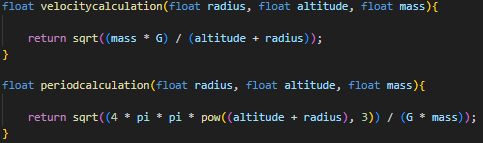 float velocitycalculation(float radius, float altitude, float mass){
return sqrt((mass * G) / (altitude + radius));
}
float periodcalculation(float radius, float altitude, float mass){
return sqrt((4 * pi * pi * pow((altitude + radius), 3)) / (G * mass));
}